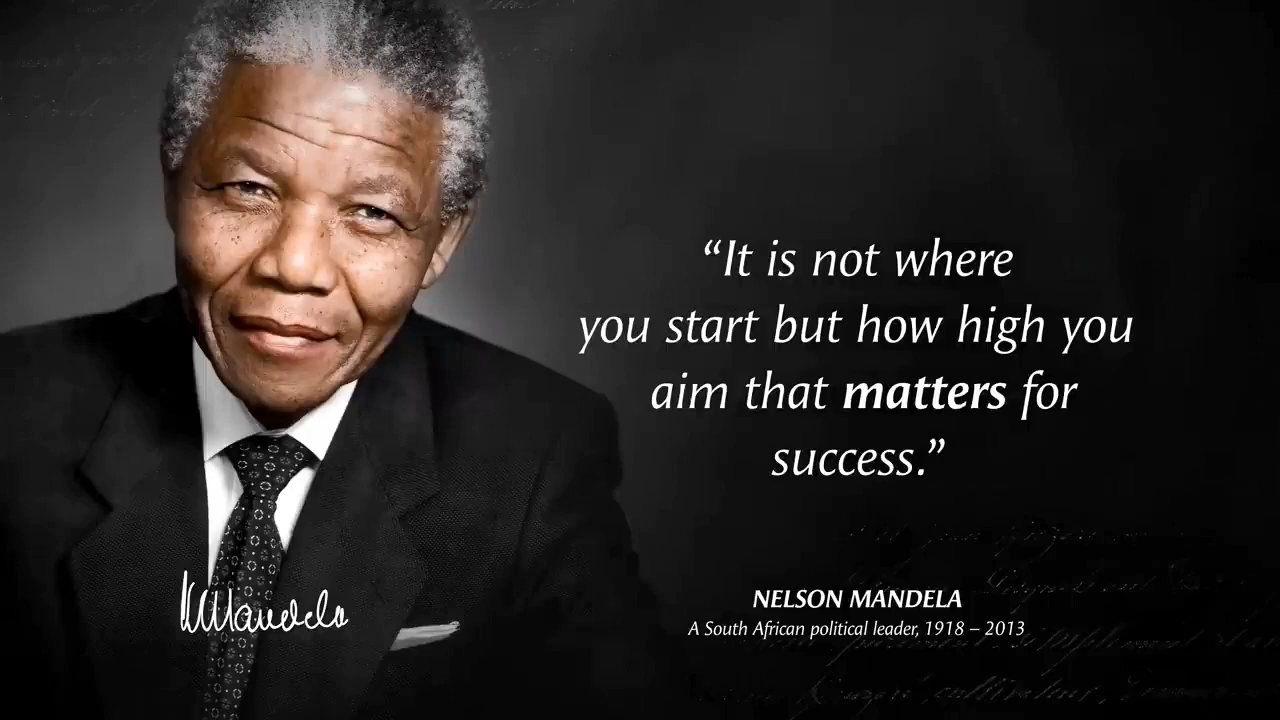 “It is not where
you start but how high you
aim that matters for
success.”
NELSON MANDELA
A South African political leader, 1918 – 2013
NMandela